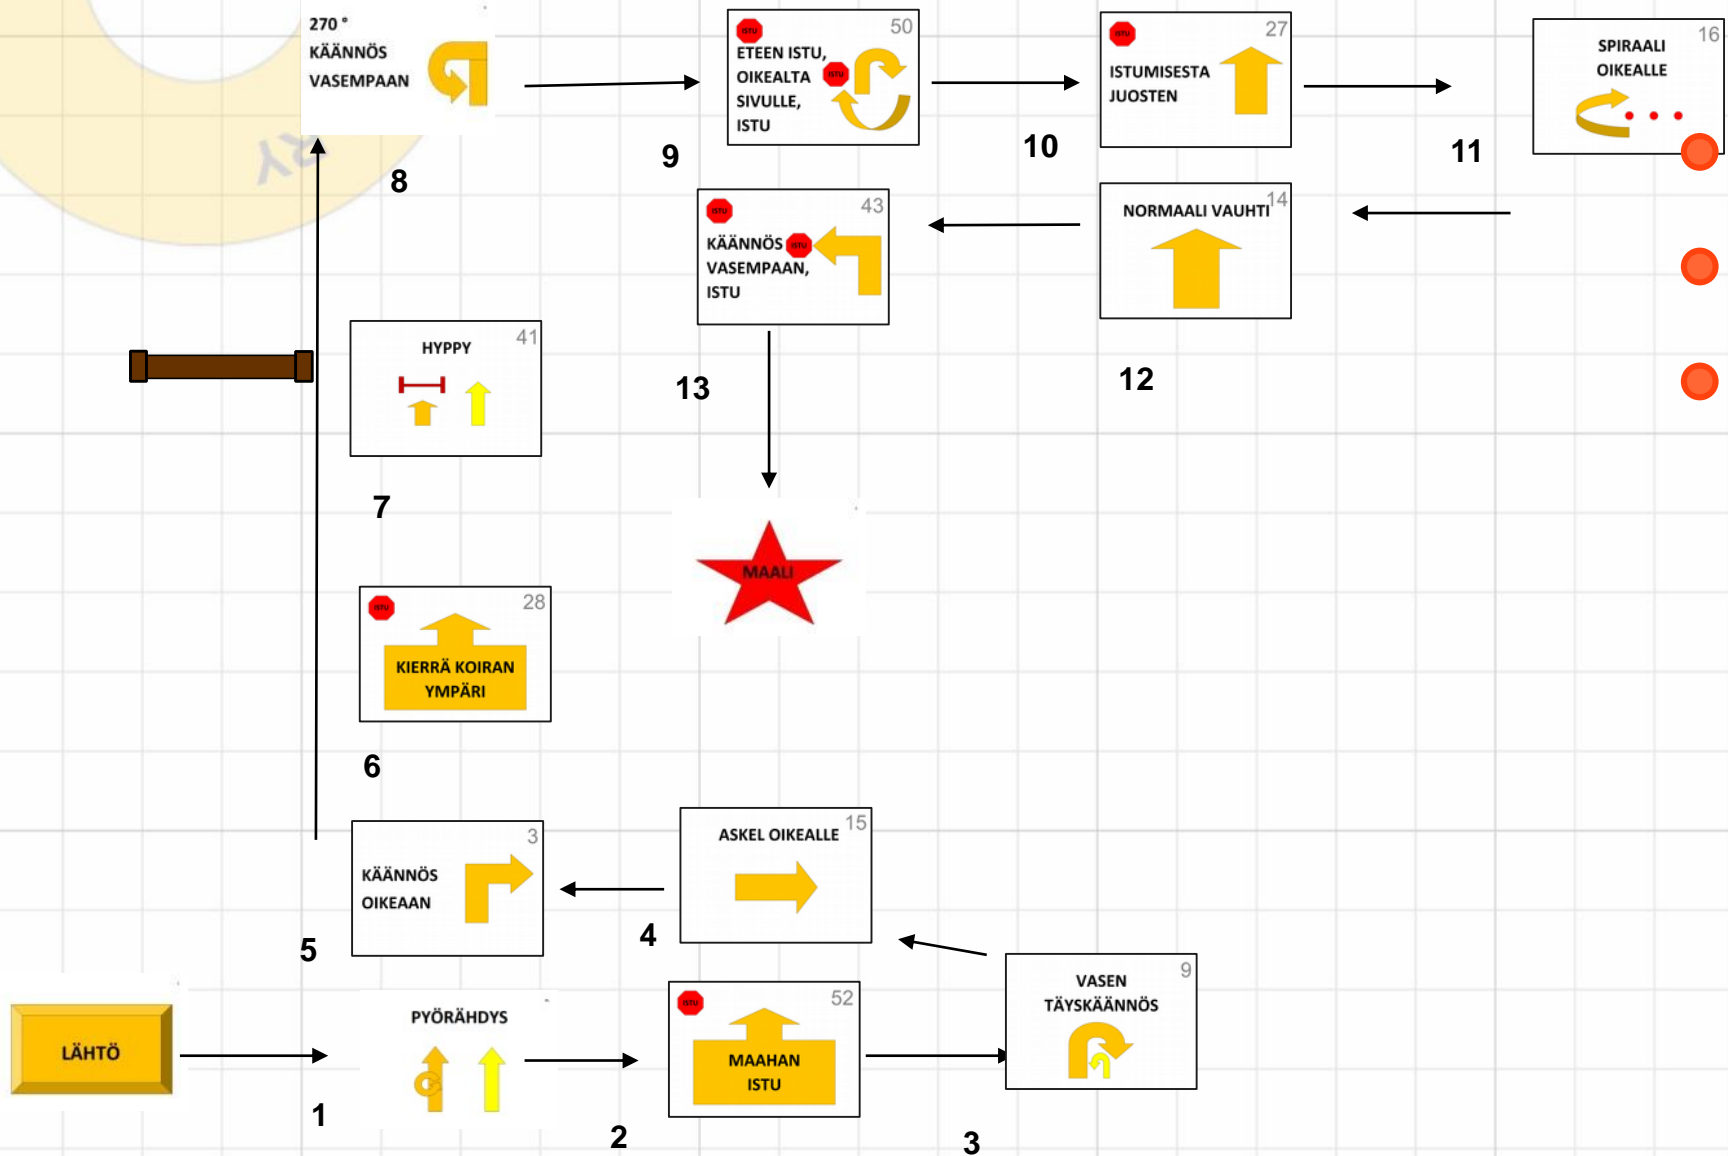 270 °
KÄÄNNÖS
VASEMPAAN
8
ISTU
50
ETEEN ISTU,
OIKEALTA
ISTU
SIVULLE,
ISTU
9
ISTU
27
ISTUMISESTA
JUOSTEN
10
16
SPIRAALI
OIKEALLE
11
14
NORMAALI VAUHTI
12
ISTU
43
KÄÄNNÖS
ISTU
VASEMPAAN,
ISTU
13
MAALI
41
HYPPY
7
ISTU
28
KIERRÄ KOIRAN
YMPÄRI
6
3
KÄÄNNÖS
OIKEAAN
5
15
ASKEL OIKEALLE
4
9
VASEN
TÄYSKÄÄNNÖS
3
ISTU
52
MAAHAN
ISTU
2
PYÖRÄHDYS
1
LÄHTÖ
RY